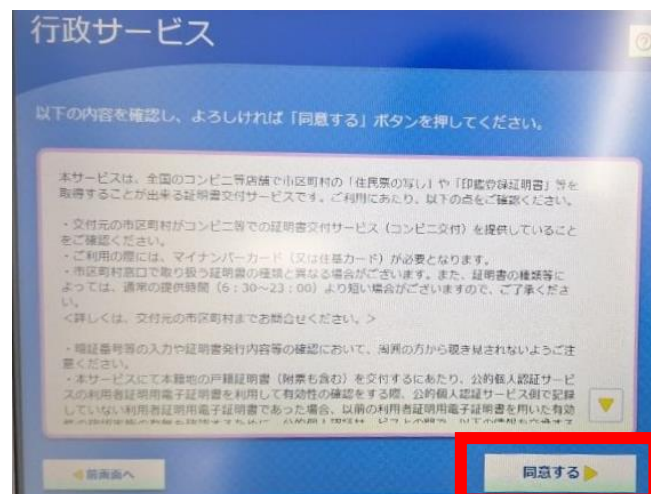 行政サービス
以下の内容を確認し、よろしければ「同意する」ボタンを押してください。
本サービスは、全国のコンビニ等店舗で市区町村の「住民票の写し」や「印鑑登録証明書」等を
取得することが出来る証明書交付サービスです。ご利用にあたり、以下の点をご確認ください。
・交付元の市区町村がコンビニ等での証明書交付サービス（コンビニ交付）を提供していること
をご確認ください。
・ご利用の際には、マイナンバーカード（又は住基カード）が必要となります。
・市区町村窓口で取り扱う証明書の種類と異なる場合がございます。また、証明書の種類等に
よっては、通常の提供時間（6：30～23：00）より短い場合がございますので、ご了承くださ
い。
＜詳しくは、交付元の市区町村までお問合せください。＞
・暗証番号等の入力や証明書発行内容等の確認において、周囲の方から覗き見されないようご注
意ください。
・本サービスにて本籍地の戸籍証明書（附票も含む）を交付するにあたり、公的個人認証サービ
スの利用者証明用電子証明書を利用して有効性の確認をする際、公的個人認証サービス側で記録
していない利用者証明用電子証明書であった場合、以前の利用者証明用電子証明書を用いた有効
前画面へ
同意する